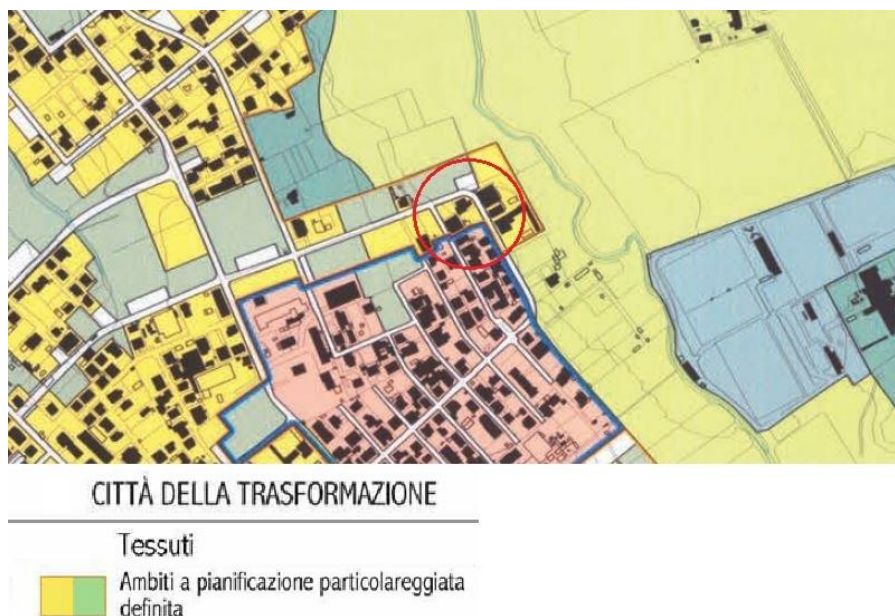 CITTÀ DELLA TRASFORMAZIONE
Tessuti
Ambiti a pianificazione particolareggiata
definita